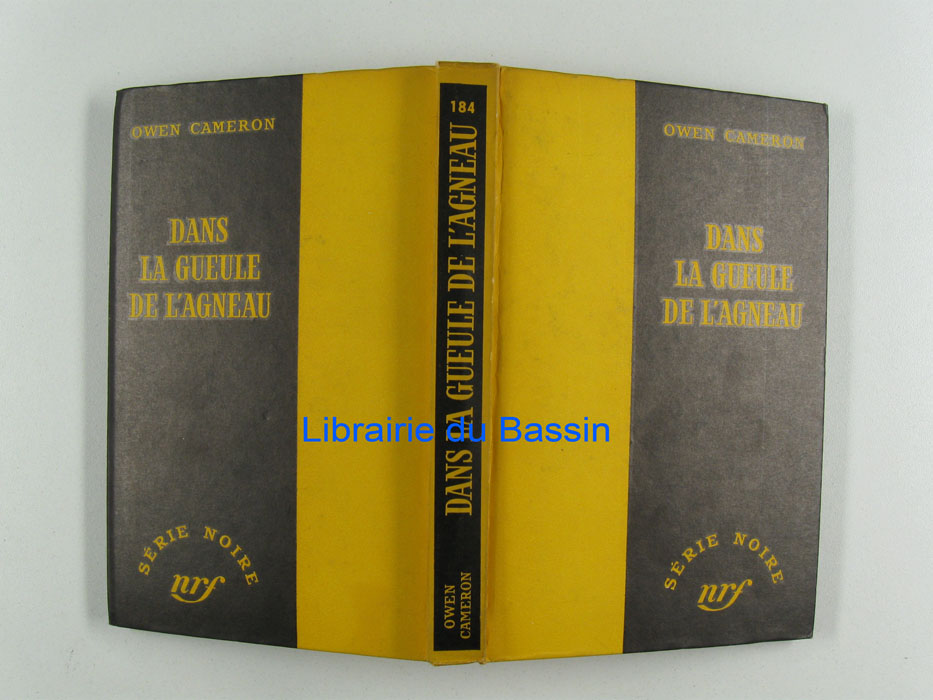 OWEN CAMERON
DANS
LA GUEULE
DE L'AGNEAU
SÉRIE NOIRE
nrf
184
DANS LA GUEULE DE L'AGNEAU
OWEN
CAMERON
OWEN CAMERON
DANS
LA GUEULE
DE L'AGNEAU
SÉRIE NOIRE
nrf
Librairie du Bassin